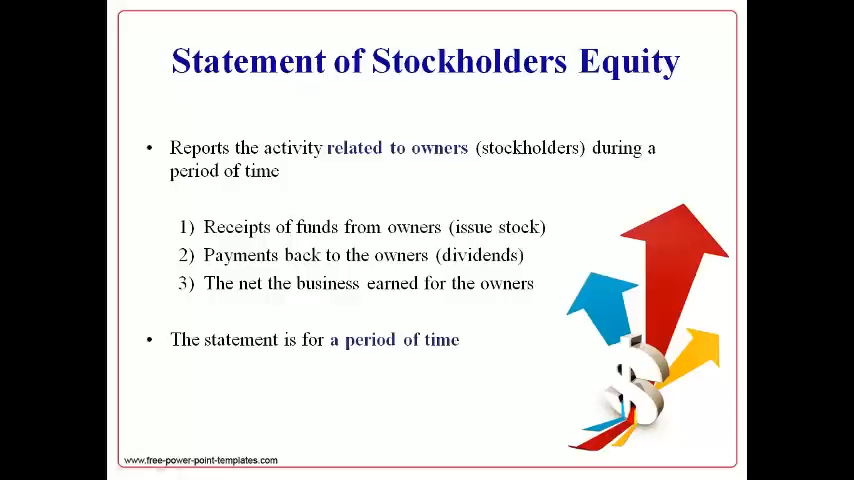 Statement of Stockholders Equity
• Reports the activity related to owners (stockholders) during a
period of time
1) Receipts of funds from owners (issue stock)
2) Payments back to the owners (dividends)
3) The net the business earned for the owners
• The statement is for a period of time
www.free-power-point-templates.com